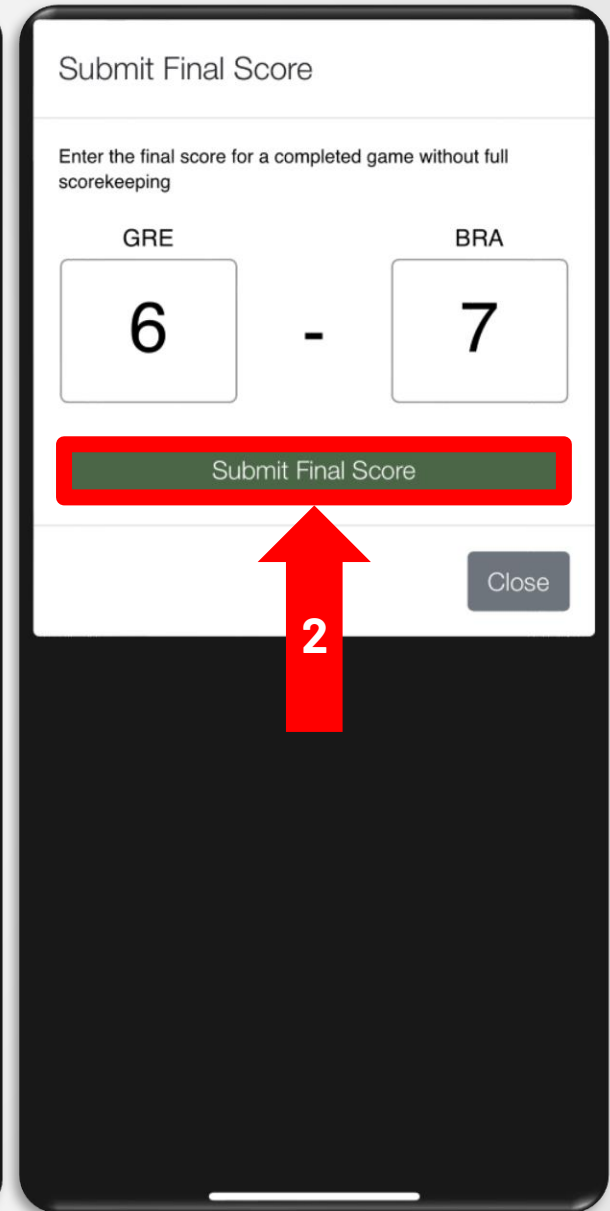 Submit Final Score
Enter the final score for a completed game without full
scorekeeping
GRE BRA
6 - 7
Submit Final Score
Close
2